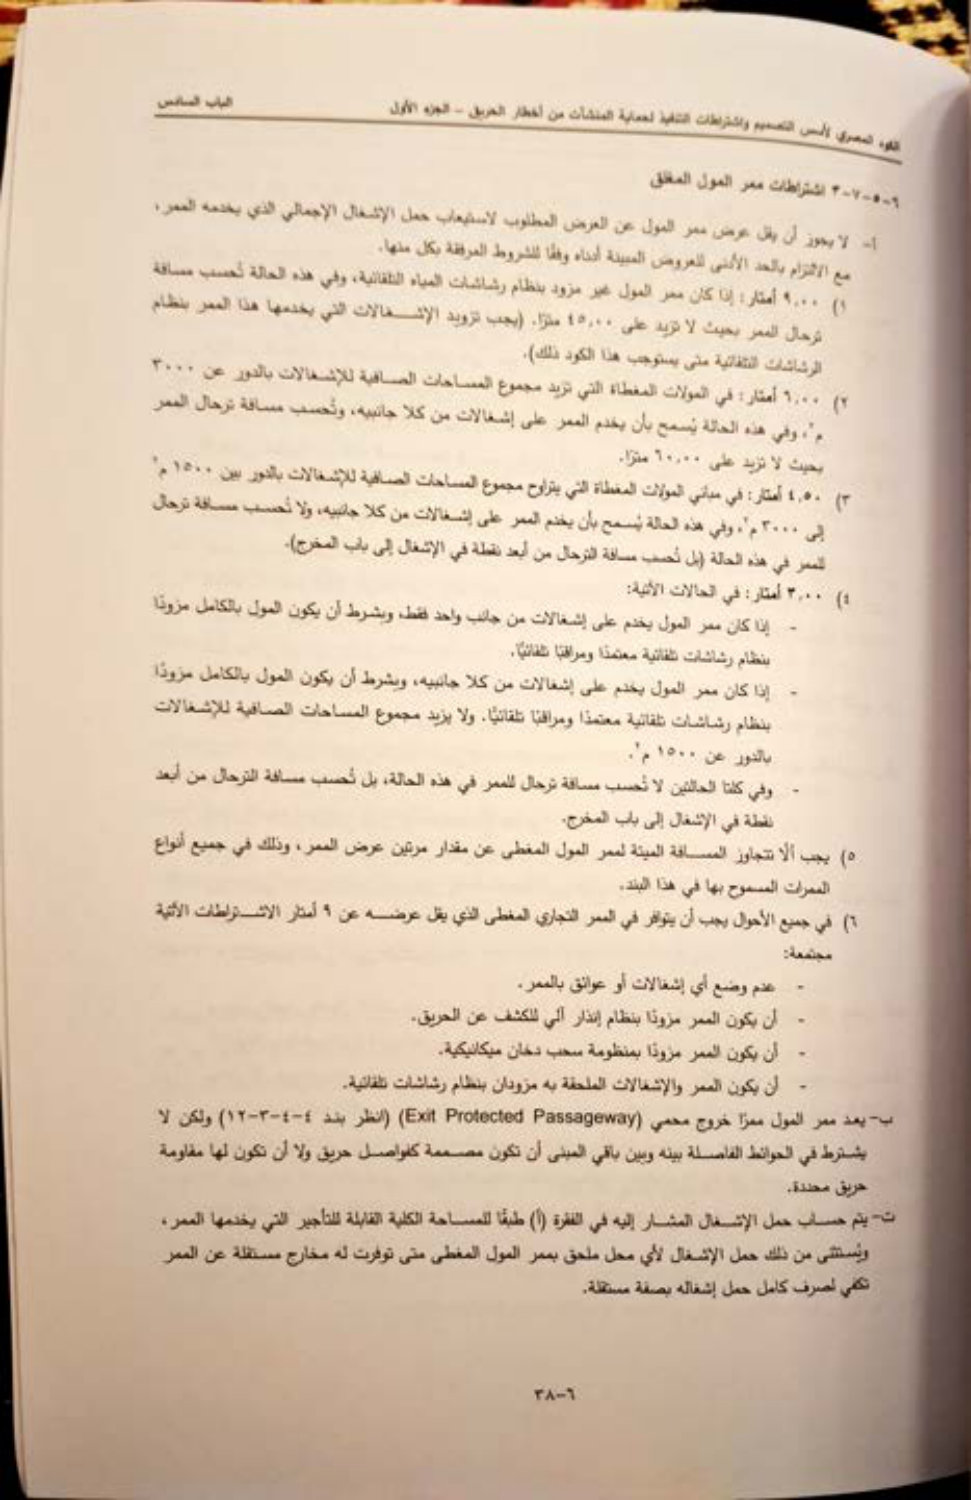 الكود المصري لأسس التصميم واشتراطات التنفيذ لحماية المنشآت من أخطار الحريق – الجزء الأول الباب السادس
٦-٥-٧-٣ اشتراطات ممر المول المغلق
أ- لا يجوز أن يقل عرض ممر المول عن العرض المطلوب لاستيعاب حمل الإشغال الإجمالي الذي يخدمه الممر،
مع الالتزام بالحد الأدنى للعروض المبينة أدناه وفقًا للشروط المرفقة بكل منها.
١) ٩,٠٠ أمتار: إذا كان ممر المول غير مزود بنظام رشاشات المياه التلقائية، وفي هذه الحالة تُحسب مسافة
ترحال الممر بحيث لا تزيد على ٤٥,٠٠ مترًا. (يجب تزويد الإشغالات التي يخدمها هذا الممر بنظام
الرشاشات التلقائية متى يستوجب هذا الكود ذلك).
٢) ٦,٠٠ أمتار: في المولات المغطاة التي تزيد مجموع المساحات الصافية للإشغالات بالدور عن ٣٠٠٠
م٢، وفي هذه الحالة يُسمح بأن يخدم الممر على إشغالات من كلا جانبيه، وتُحسب مسافة ترحال الممر
بحيث لا تزيد على ٦٠,٠٠ مترًا.
٣) ٤,٥٠ أمتار: في مباني المولات المغطاة التي يتراوح مجموع المساحات الصافية للإشغالات بالدور بين ١٥٠٠ م٢
إلى ٣٠٠٠ م٢، وفي هذه الحالة يُسمح بأن يخدم الممر على إشغالات من كلا جانبيه، ولا تُحسب مسافة ترحال
للممر في هذه الحالة (بل تُحسب مسافة الترحال من أبعد نقطة في الإشغال إلى باب المخرج).
٤) ٣,٠٠ أمتار: في الحالات الآتية:
- إذا كان ممر المول يخدم على إشغالات من جانب واحد فقط، وبشرط أن يكون المول بالكامل مزودًا
بنظام رشاشات تلقائية معتمدًا ومراقبًا تلقائيًا.
- إذا كان ممر المول يخدم على إشغالات من كلا جانبيه، وبشرط أن يكون المول بالكامل مزودًا
بنظام رشاشات تلقائية معتمدًا ومراقبًا تلقائيًا. ولا يزيد مجموع المساحات الصافية للإشغالات
بالدور عن ١٥٠٠ م٢.
- وفي كلتا الحالتين لا تُحسب مسافة ترحال للممر في هذه الحالة، بل تُحسب مسافة الترحال من أبعد
نقطة في الإشغال إلى باب المخرج.
٥) يجب ألّا تتجاوز المسافة الميتة لممر المول المغطى عن مقدار مرتين عرض الممر، وذلك في جميع أنواع
الممرات المسموح بها في هذا البند.
٦) في جميع الأحوال يجب أن يتوافر في الممر التجاري المغطى الذي يقل عرضه عن ٩ أمتار الاشتراطات الآتية
مجتمعة:
- عدم وضع أي إشغالات أو عوائق بالممر.
- أن يكون الممر مزودًا بنظام إنذار آلي للكشف عن الحريق.
- أن يكون الممر مزودًا بمنظومة سحب دخان ميكانيكية.
- أن يكون الممر والإشغالات الملحقة به مزودان بنظام رشاشات تلقائية.
ب- يعد ممر المول ممرًا خروج محمي (Exit Protected Passageway) (انظر بند ٤-٤-٣-١٢) ولكن لا
يشترط في الحوائط الفاصلة بينه وبين باقي المبنى أن تكون مصممة كفواصل حريق ولا أن تكون لها مقاومة
حريق محددة.
ت- يتم حساب حمل الإشغال المشار إليه في الفقرة (أ) طبقًا للمساحة الكلية القابلة للتأجير التي يخدمها الممر،
ويُستثنى من ذلك حمل الإشغال لأي محل ملحق بممر المول المغطى متى توفرت له مخارج مستقلة عن الممر
تكفي لصرف كامل حمل إشغاله بصفة مستقلة.
٦-٣٨